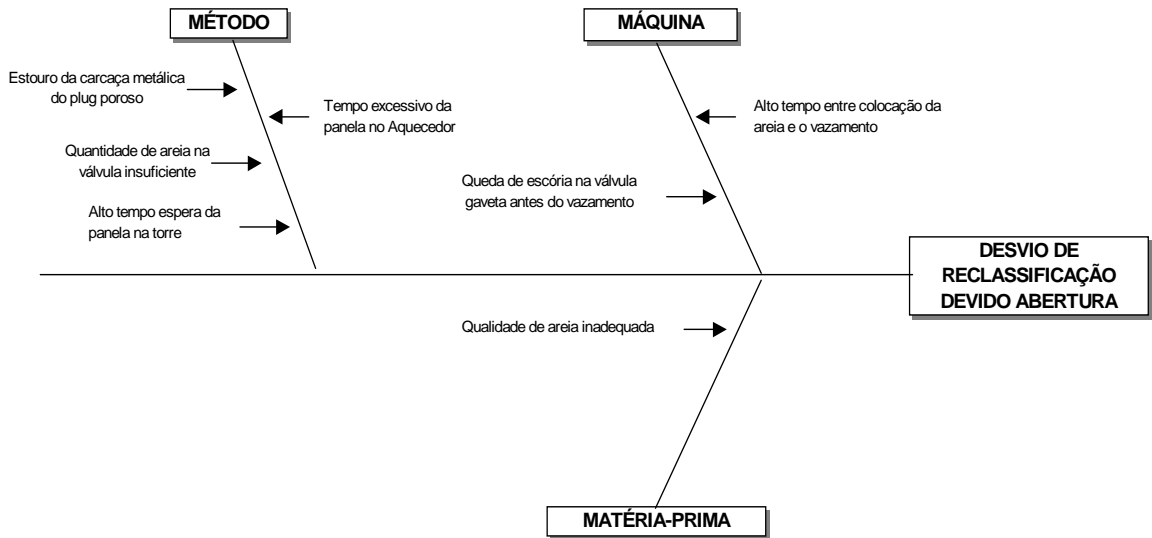 MÉTODO
MÁQUINA
Estouro da carcaça metálica
do plug poroso
Tempo excessivo da
panela no Aquecedor
Alto tempo entre colocação da
areia e o vazamento
Quantidade de areia na
válvula insuficiente
Queda de escória na válvula
gaveta antes do vazamento
Alto tempo espera da
panela na torre
DESVIO DE
RECLASSIFICAÇÃO
DEVIDO ABERTURA
Qualidade de areia inadequada
MATÉRIA-PRIMA